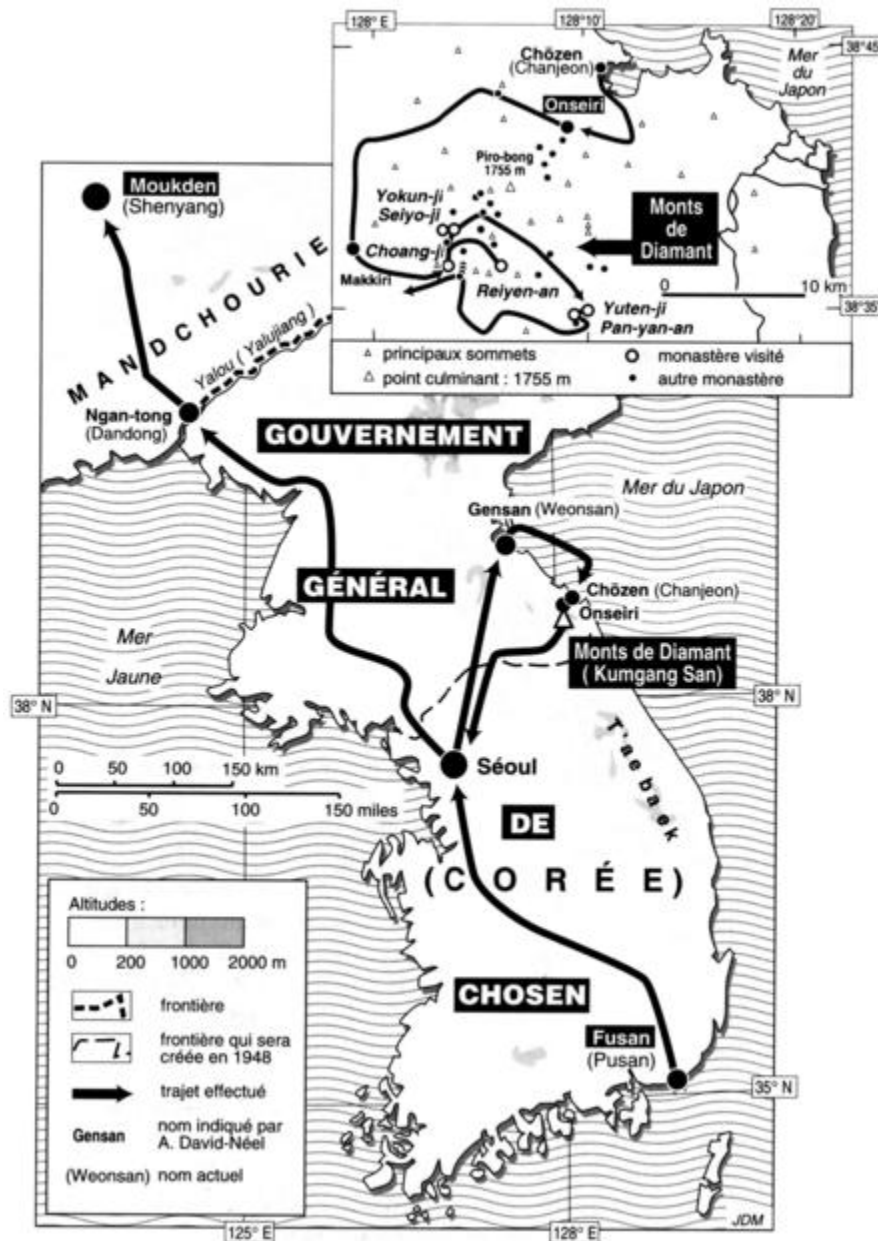 128° E
128°10'
128°20'
38°45'
Chōzen
(Chanjeon)
Mer
du
Japon
Onseiri
Piro-bong
1755 m
Yokun-ji
Seiyo-ji
Monts
de
Diamant
Choang-ji
Makkiri
Reiyen-an
0 10 km
38°35'
Yuten-ji
Pan-yan-an
principaux sommets
monastère visité
point culminant : 1755 m
autre monastère
Moukden
(Shenyang)
MANDCHOURIE
Yalou (Yalujiang)
Ngan-tong
(Dandong)
GOUVERNEMENT
Mer du Japon
Gensan (Weonsan)
GÉNÉRAL
Chōzen (Chanjeon)
Onseiri
Mer
Jaune
Monts de Diamant
( Kumgang San)
38° N
38° N
T'aebaek
Séoul
0 50 100 150 km
0 50 100 150 miles
DE
(CORÉE)
Altitudes :
0 200 1000 2000 m
CHOSEN
frontière
frontière qui sera
créée en 1948
Fusan
(Pusan)
trajet effectué
35° N
Gensan
nom indiqué par
A. David-Néel
(Weonsan) nom actuel
JDM
125° E
128° E